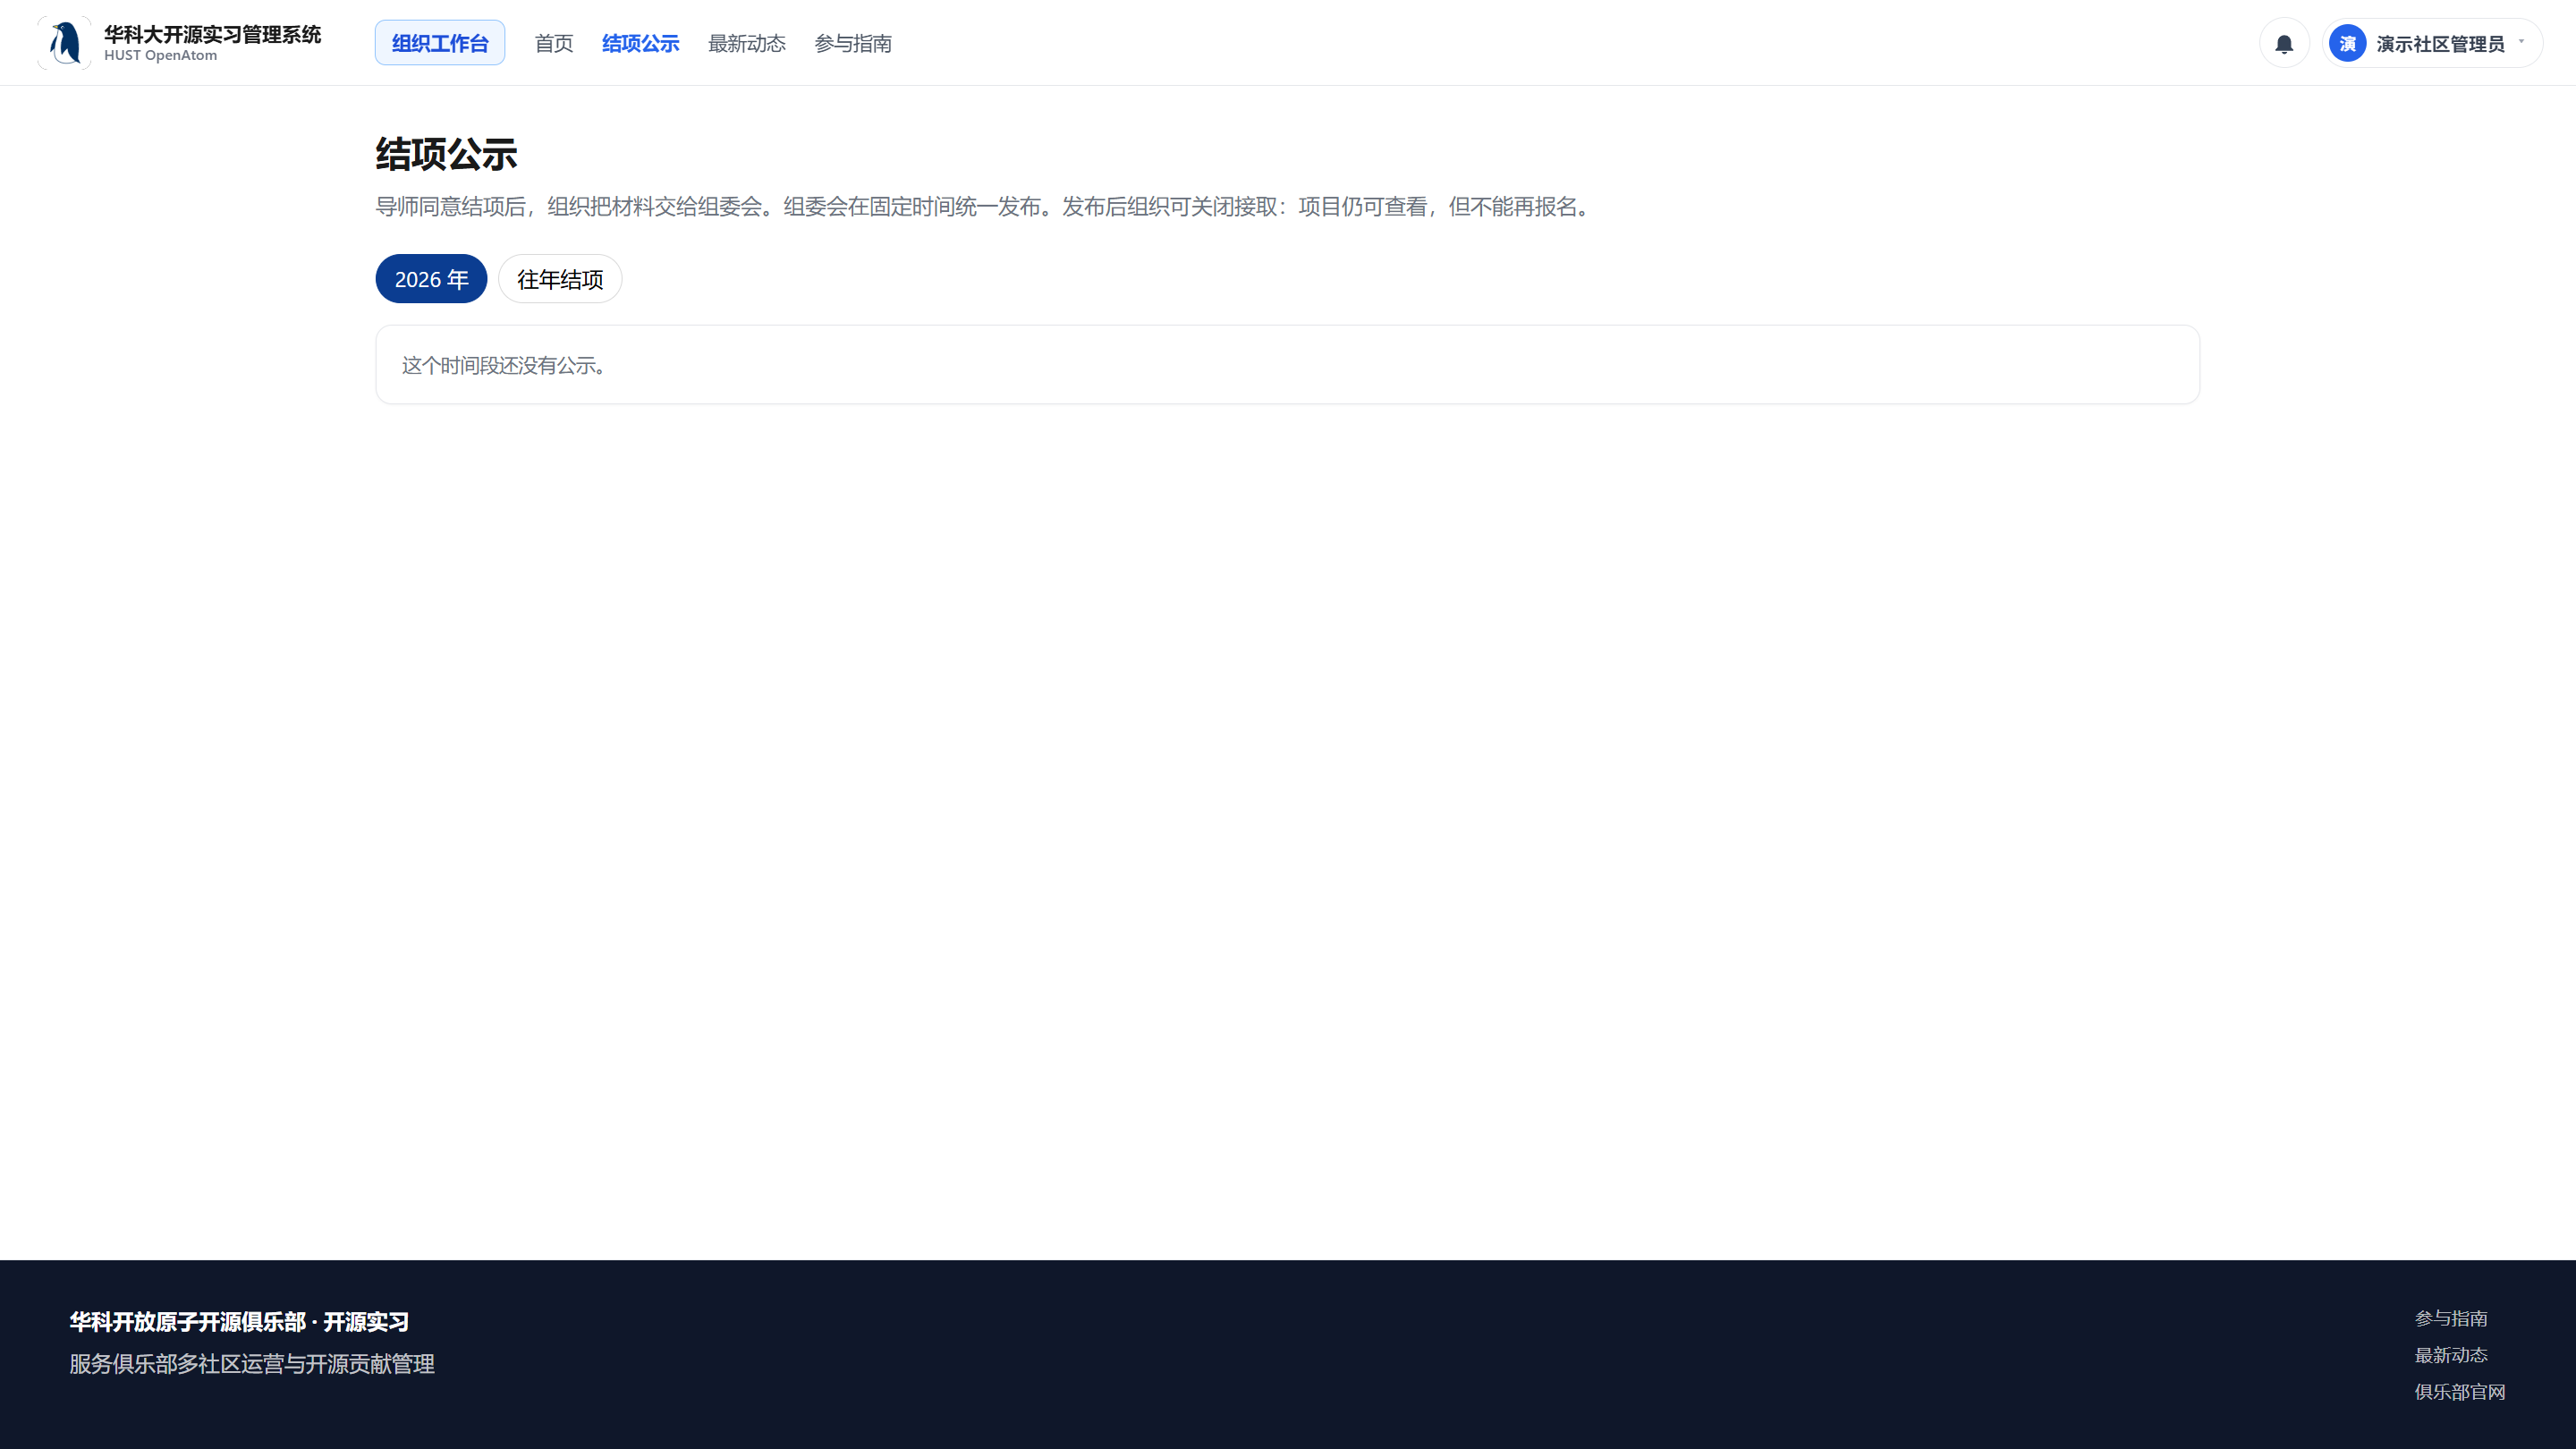 华科大开源实习管理系统
HUST OpenAtom
组织工作台
首页
结项公示
最新动态
参与指南
演
演示社区管理员
结项公示
导师同意结项后，组织把材料交给组委会。组委会在固定时间统一发布。发布后组织可关闭接取：项目仍可查看，但不能再报名。
2026 年
往年结项
这个时间段还没有公示。
华科开放原子开源俱乐部 · 开源实习
服务俱乐部多社区运营与开源贡献管理
参与指南
最新动态
俱乐部官网